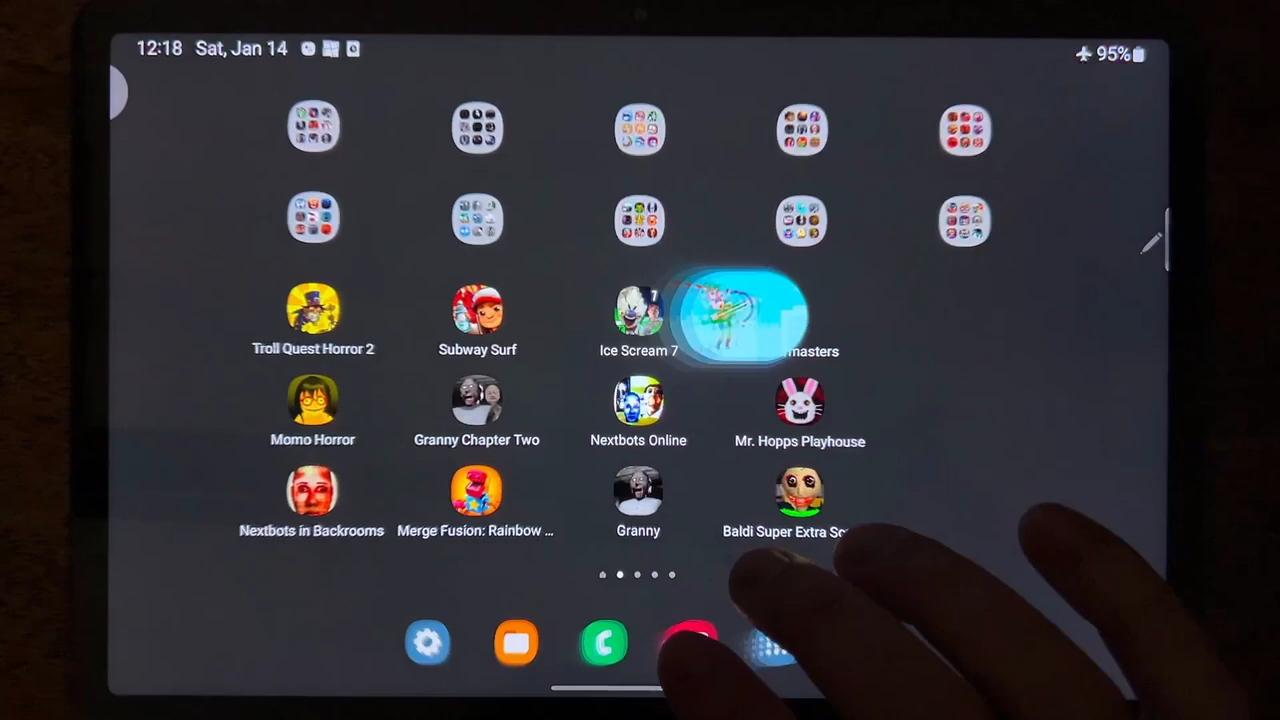 12:18 Sat, Jan 14 95%
Troll Quest Horror 2 Subway Surf Ice Scream 7 masters
Momo Horror Granny Chapter Two Nextbots Online Mr. Hopps Playhouse
Nextbots in Backrooms Merge Fusion: Rainbow ... Granny Baldi Super Extra